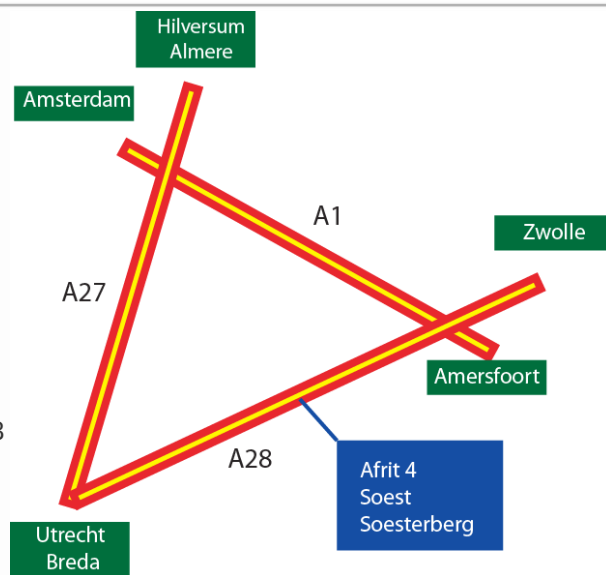 Hilversum
Almere
Amsterdam
A1
Zwolle
A27
Amersfoort
A28
Afrit 4
Soest
Soesterberg
Utrecht
Breda